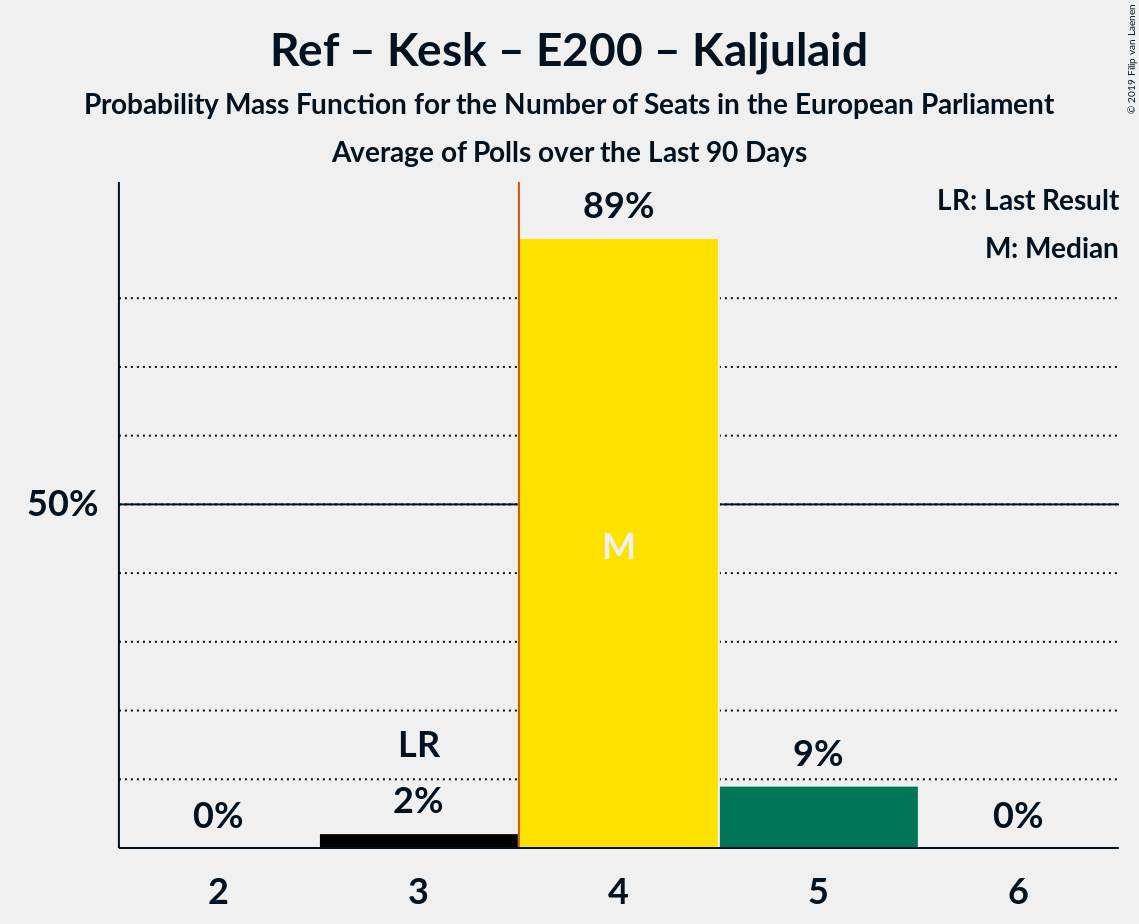 Ref – Kesk – E200 – Kaljulaid
Probability Mass Function for the Number of Seats in the European Parliament
Average of Polls over the Last 90 Days
© 2019 Filip van Laenen
LR: Last Result
M: Median
89%
50%
M
LR
9%
0%
2%
0%
2 3 4 5 6